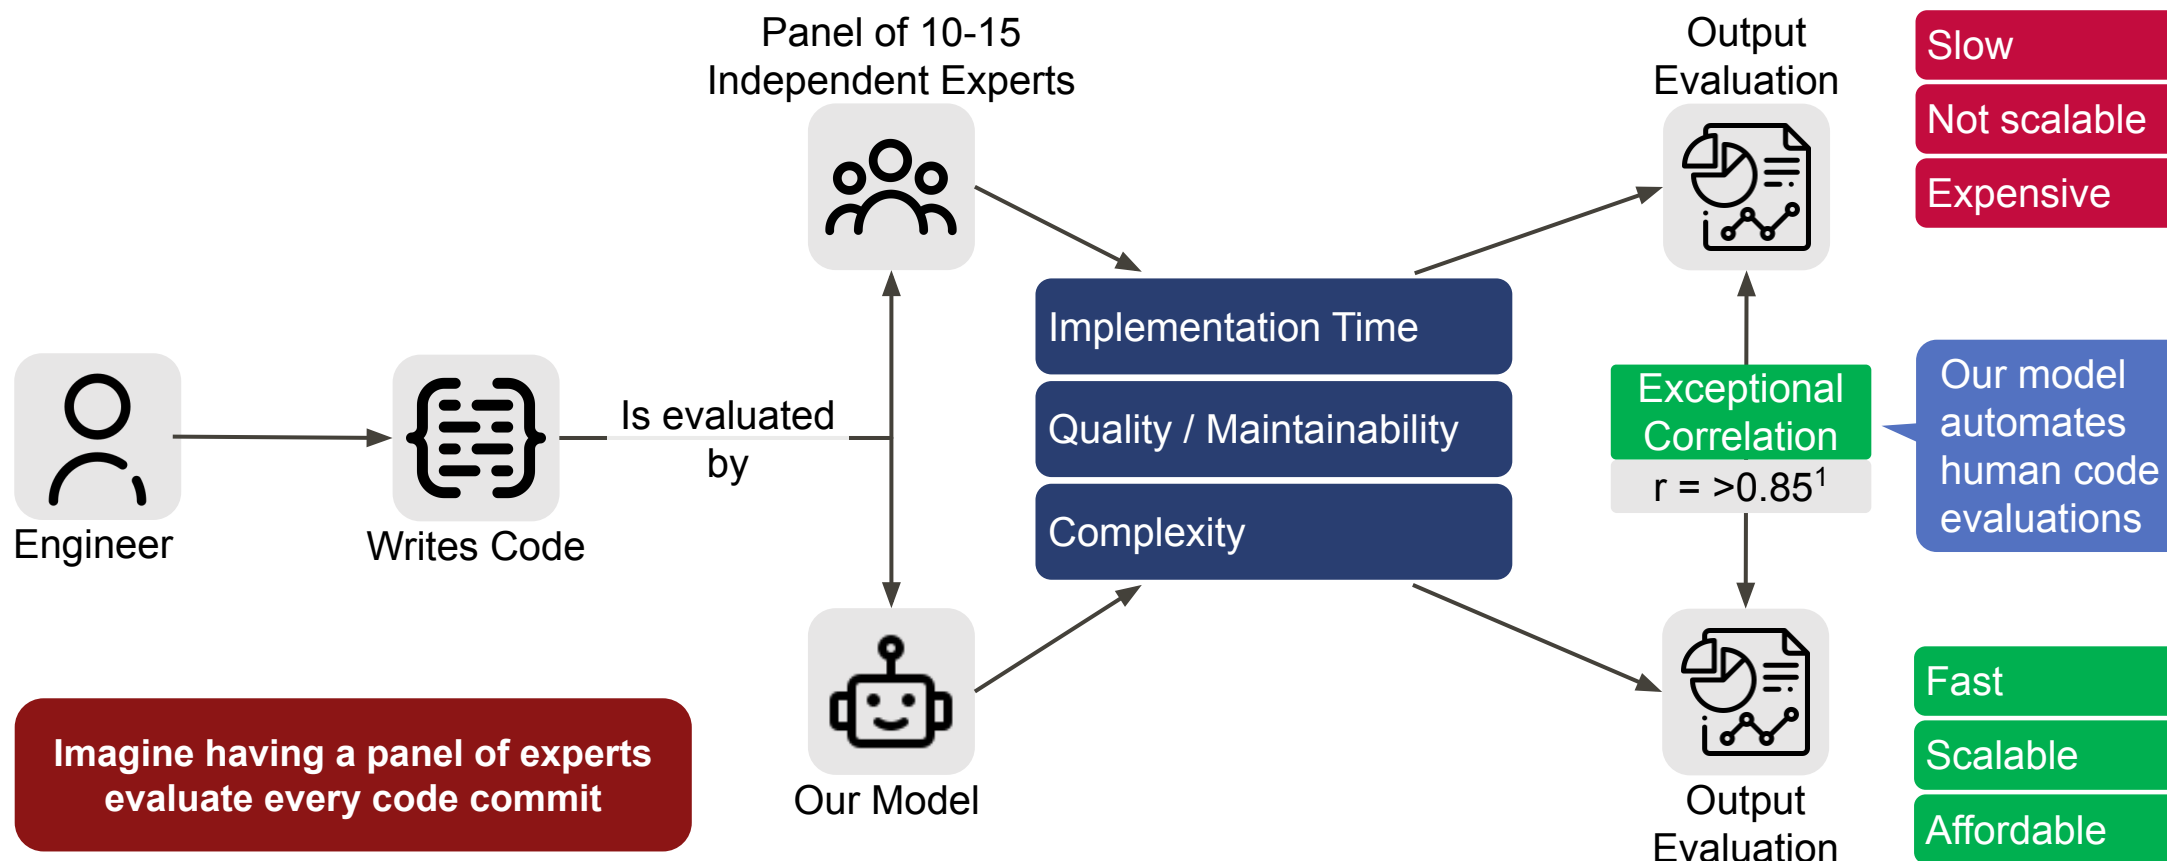 Panel of 10-15
Independent Experts
Output
Evaluation
Slow
Not scalable
Expensive
Implementation Time
Quality / Maintainability
Complexity
Is evaluated
by
Engineer
Writes Code
Exceptional
Correlation
r = >0.85¹
Our model
automates
human code
evaluations
Imagine having a panel of experts
evaluate every code commit
Our Model
Output
Evaluation
Fast
Scalable
Affordable